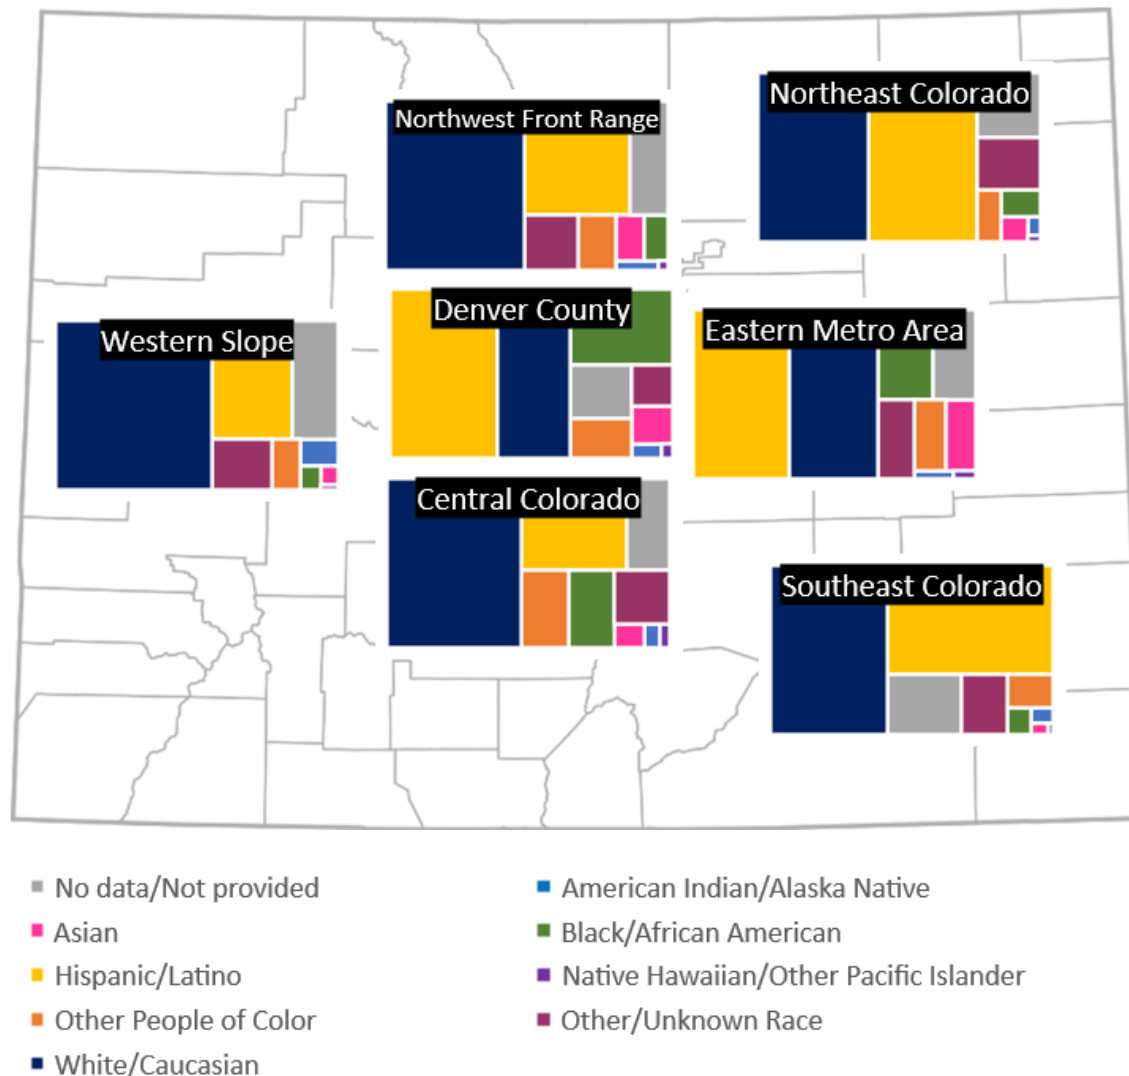 Northeast Colorado
Northwest Front Range
Denver County
Eastern Metro Area
Western Slope
Central Colorado
Southeast Colorado
No data/Not provided
Asian
Hispanic/Latino
Other People of Color
White/Caucasian
American Indian/Alaska Native
Black/African American
Native Hawaiian/Other Pacific Islander
Other/Unknown Race